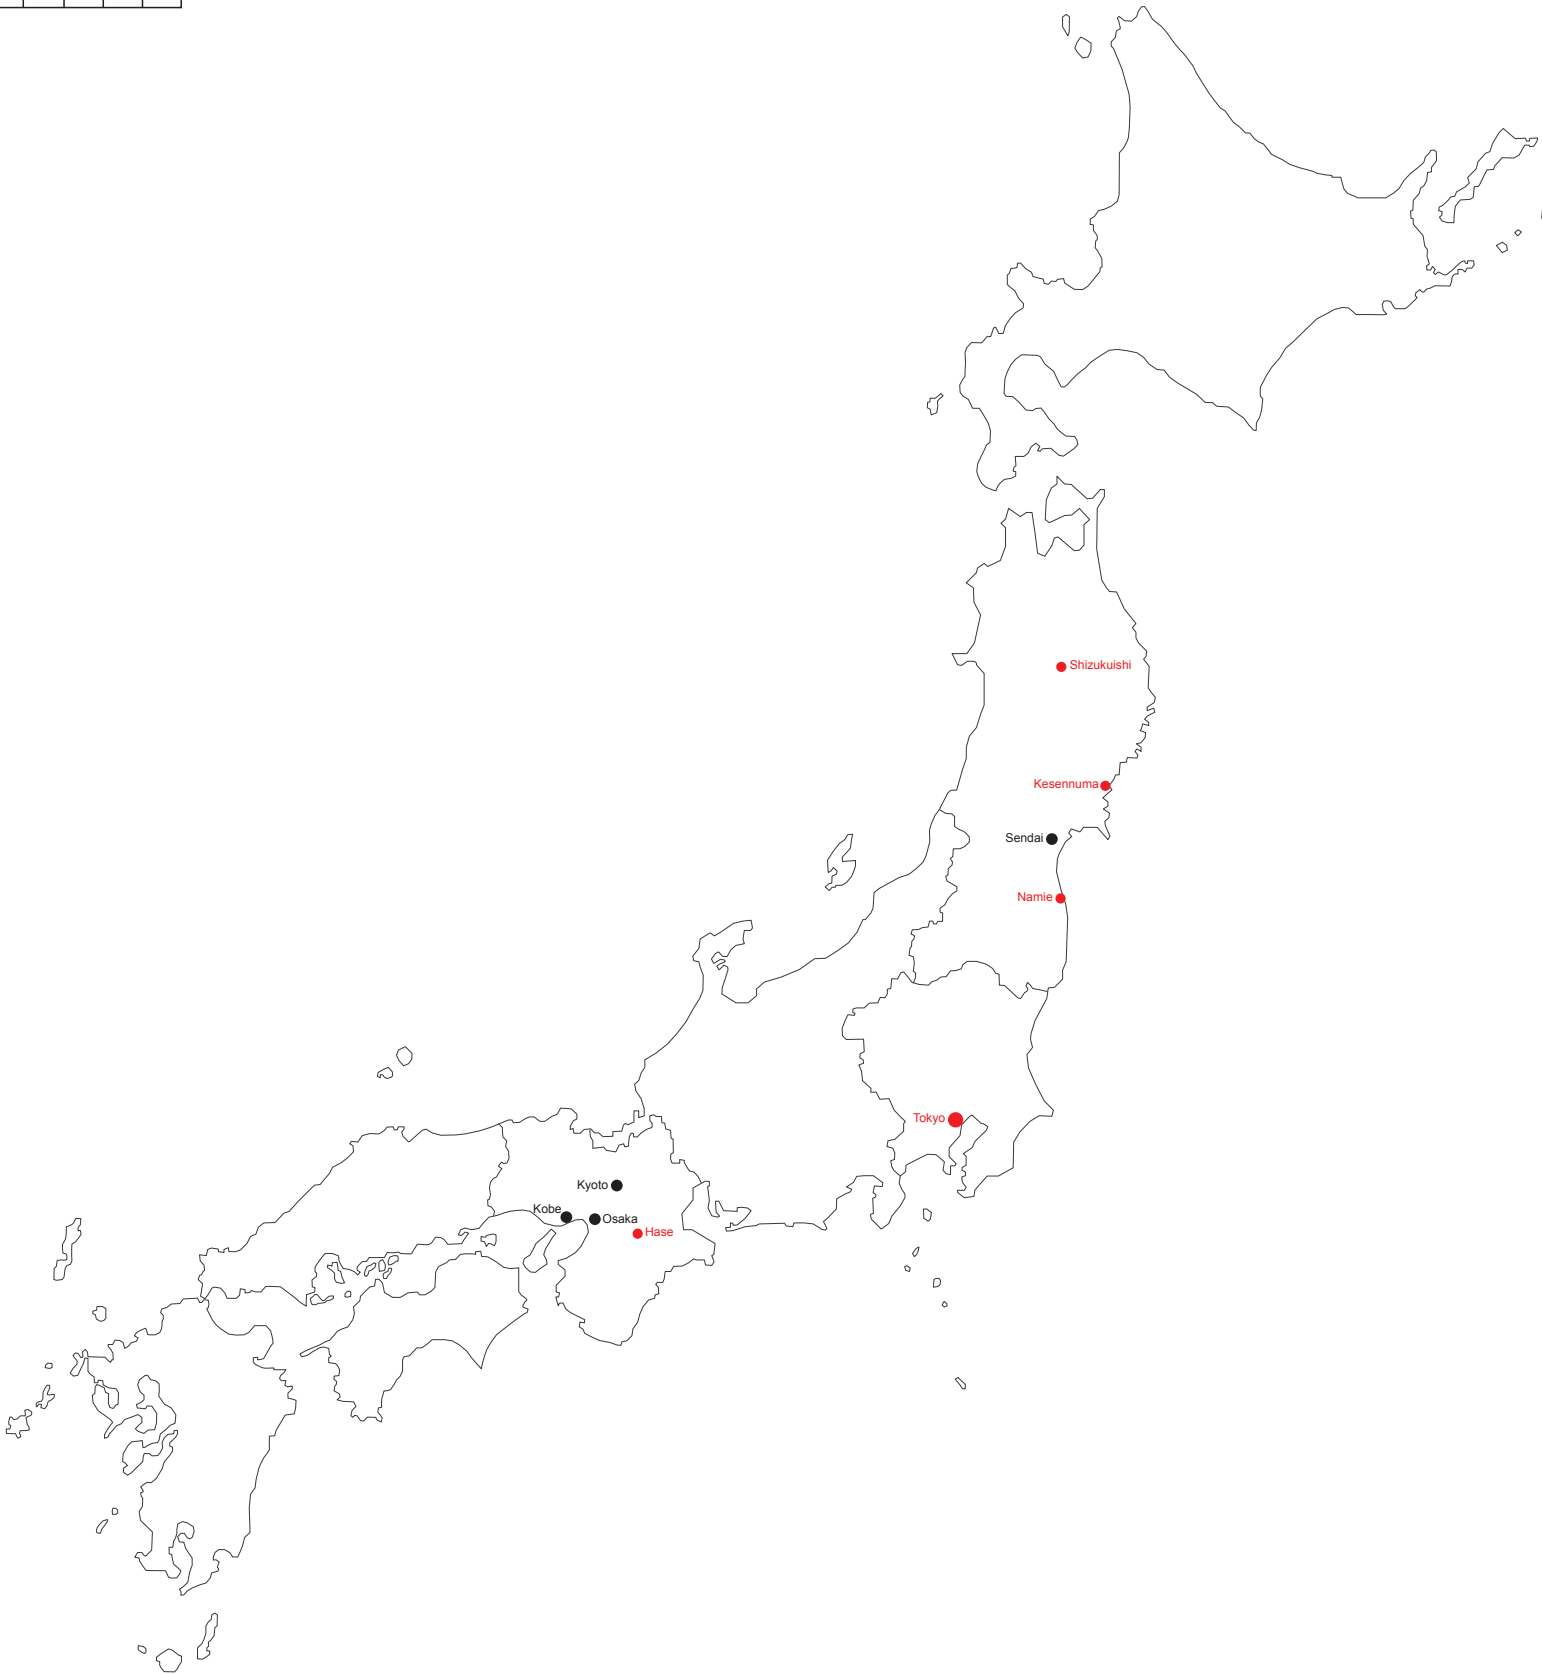 Shizukuishi
Kesennuma
Sendai
Namie
Tokyo
Kyoto
Kobe
Osaka
Hase